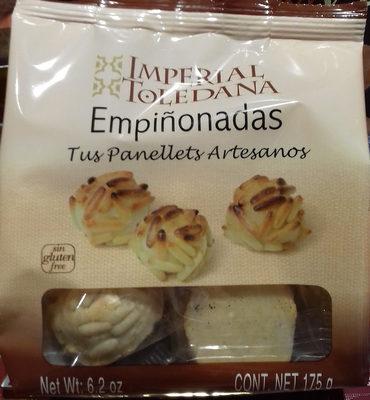 IMPERIAL
TOLEDANA
Empiñonadas
Tus Panellets Artesanos
sin
gluten
free
Net Wt: 6.2 oz CONT. NET 175 g